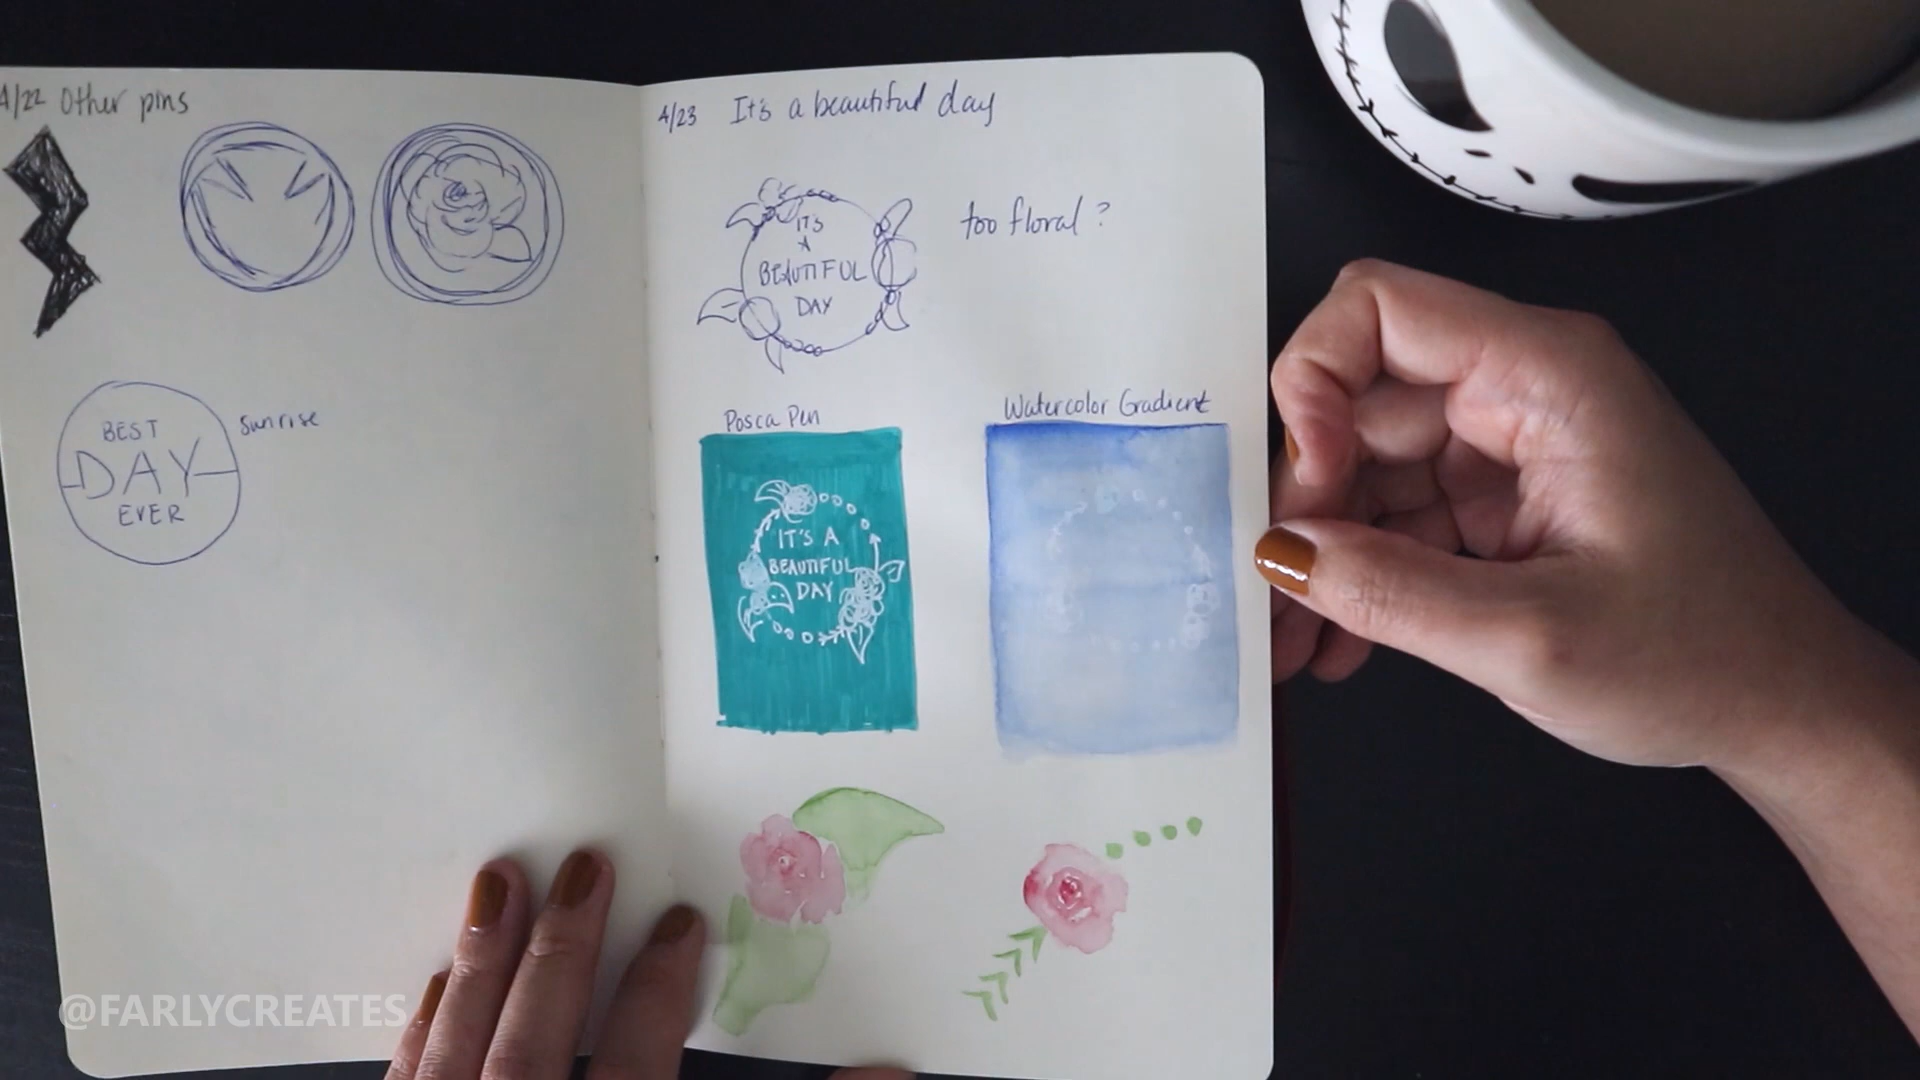 4/22 Other pins
BEST
DAY
EVER
Sunrise
4/23 It's a beautiful day
IT'S
A
BEAUTIFUL
DAY
too floral?
Posca Pen
IT'S A
BEAUTIFUL
DAY
Watercolor Gradient
@FARLYCREATES